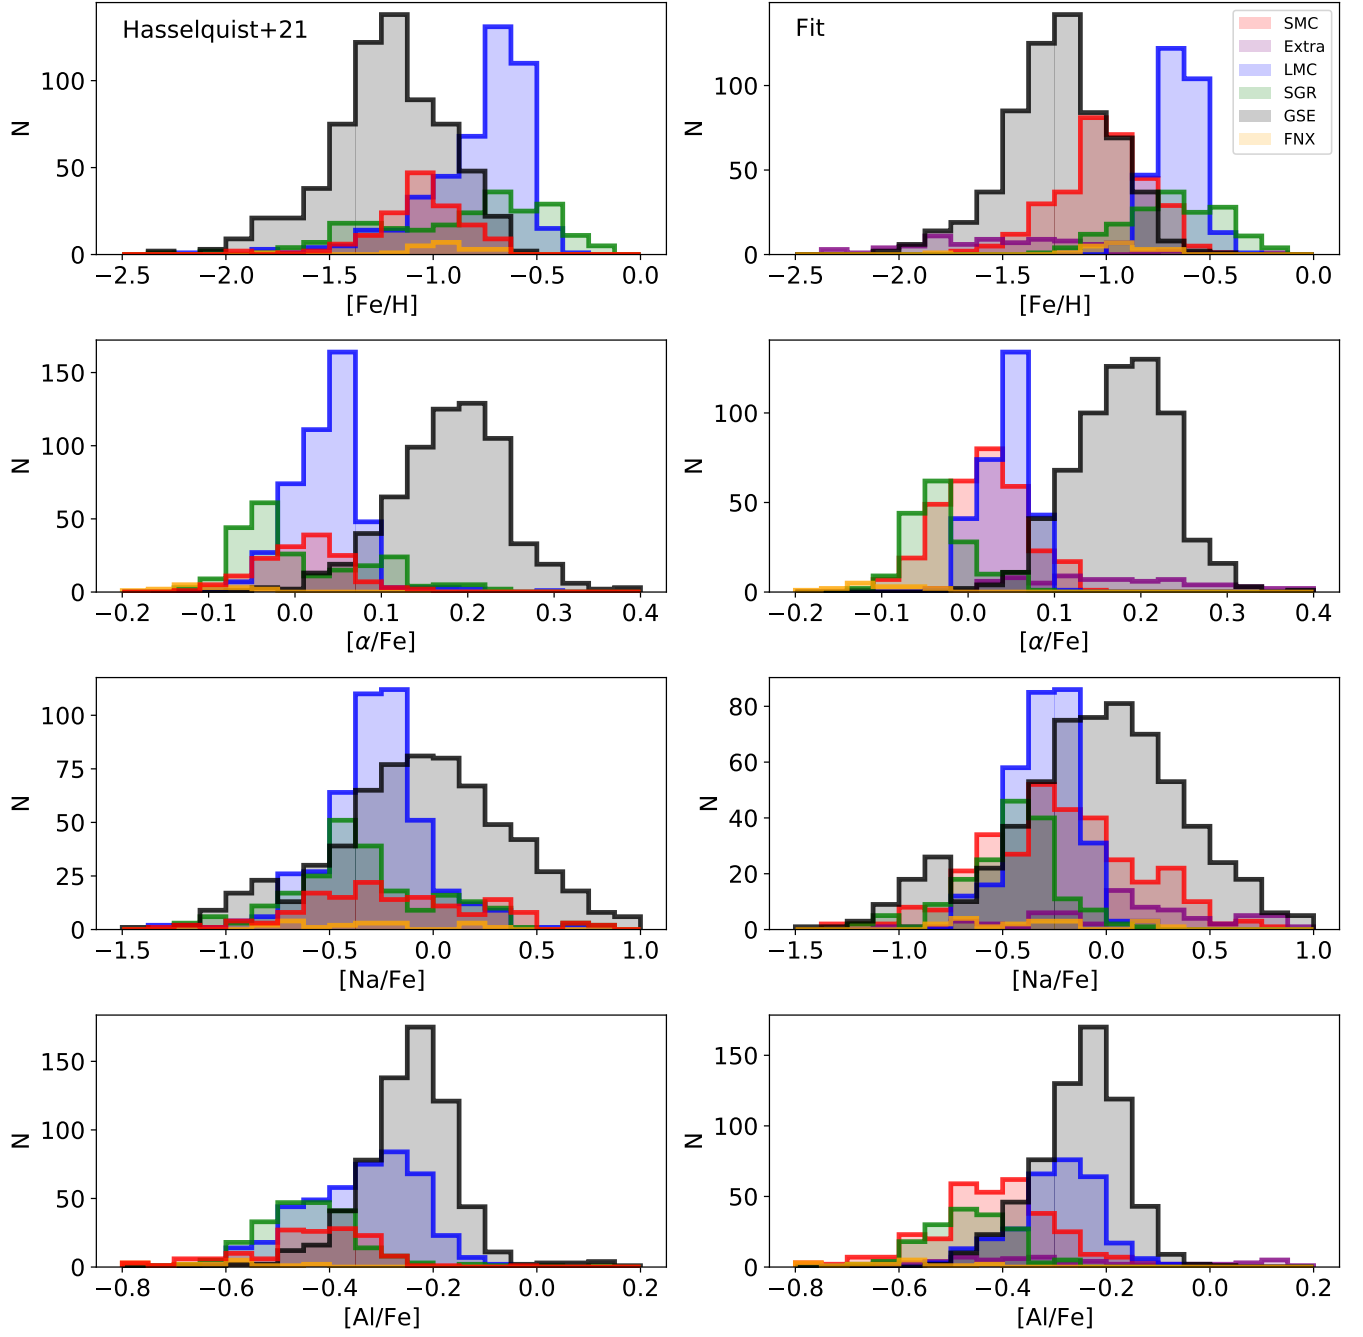 Hasselquist+21
N
100
50
0
−2.5 −2.0 −1.5 −1.0 −0.5 0.0
[Fe/H]
Fit
SMC
Extra
LMC
SGR
GSE
FNX
N
100
50
0
−2.5 −2.0 −1.5 −1.0 −0.5 0.0
[Fe/H]
N
150
100
50
0
−0.2 −0.1 0.0 0.1 0.2 0.3 0.4
[α/Fe]
N
100
50
0
−0.2 −0.1 0.0 0.1 0.2 0.3 0.4
[α/Fe]
N
100
75
50
25
0
−1.5 −1.0 −0.5 0.0 0.5 1.0
[Na/Fe]
N
80
60
40
20
0
−1.5 −1.0 −0.5 0.0 0.5 1.0
[Na/Fe]
N
150
100
50
0
−0.8 −0.6 −0.4 −0.2 0.0 0.2
[Al/Fe]
N
150
100
50
0
−0.8 −0.6 −0.4 −0.2 0.0 0.2
[Al/Fe]